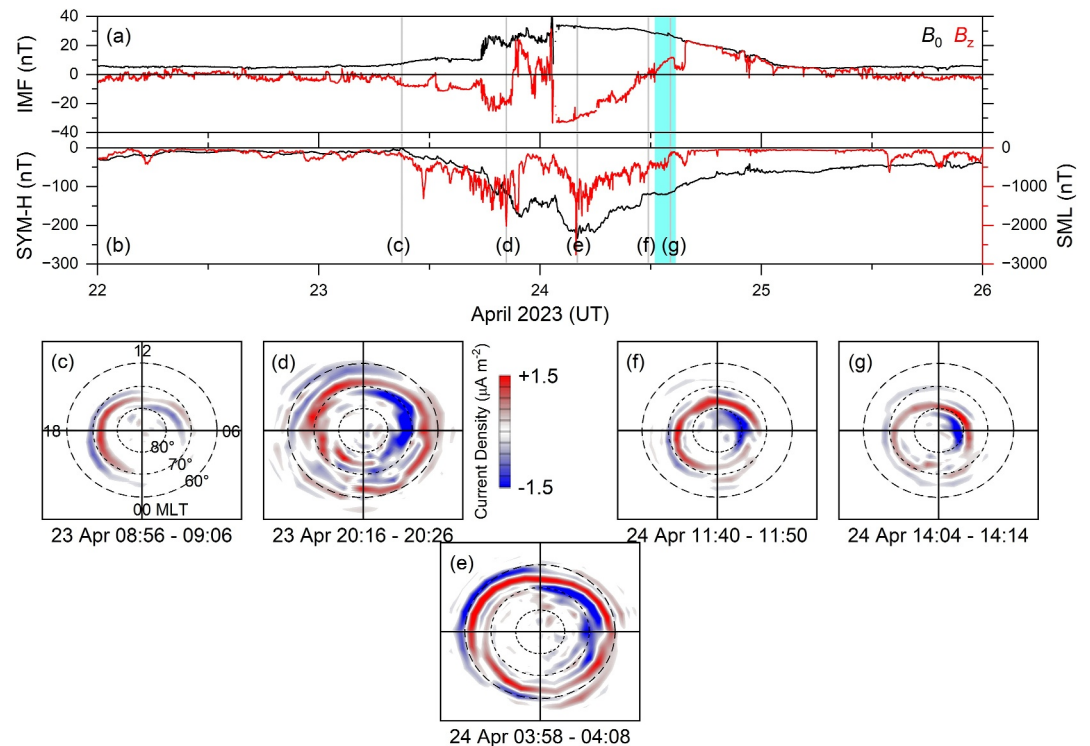 (a)
B0 Bz
IMF (nT)
40
20
0
−20
−40
SYM-H (nT)
0
−100
−200
−300
0
−1000
−2000
−3000
SML (nT)
(b) (c) (d) (e) (f) (g)
22 23 24 25 26
April 2023 (UT)
(c)
12
18 06
80°
70°
60°
00 MLT
23 Apr 08:56 - 09:06
(d)
23 Apr 20:16 - 20:26
Current Density (μA m-2)
+1.5
-1.5
(f)
24 Apr 11:40 - 11:50
(g)
24 Apr 14:04 - 14:14
(e)
24 Apr 03:58 - 04:08